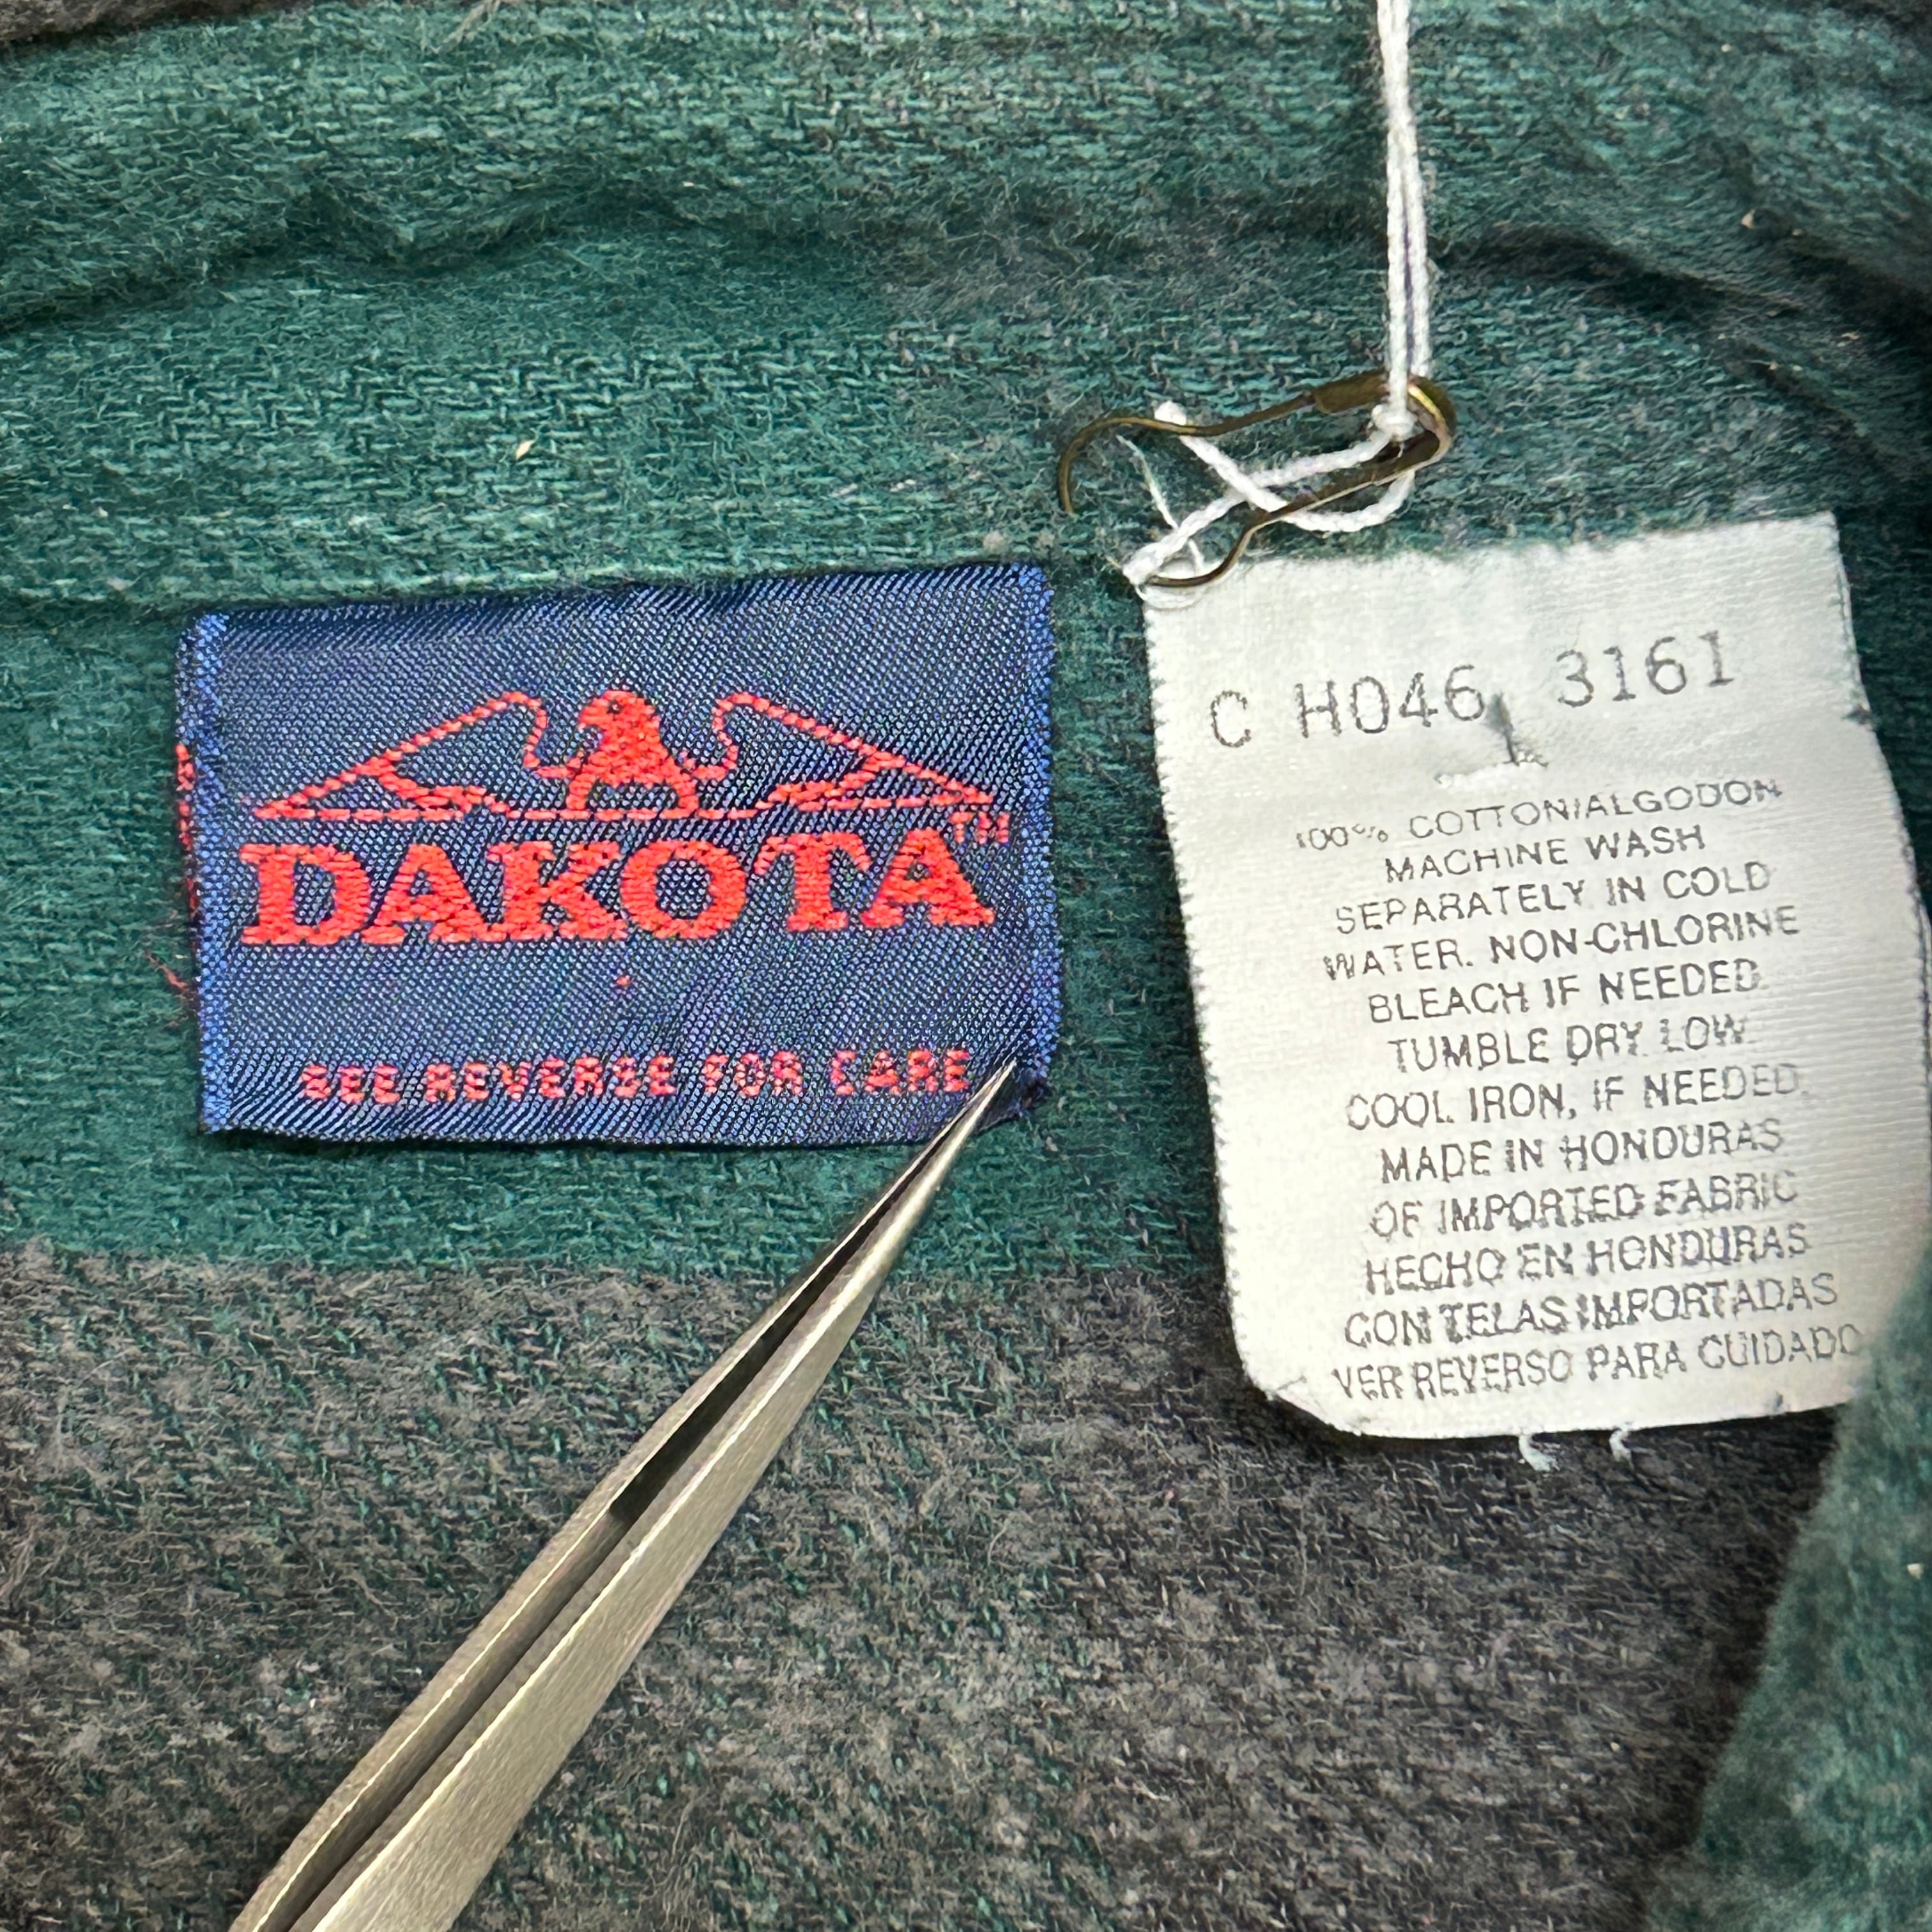 DAKOTA™
SEE REVERSE FOR CARE
C H046 3161
100% COTTON/ALGODON
MACHINE WASH
SEPARATELY IN COLD
WATER. NON-CHLORINE
BLEACH IF NEEDED.
TUMBLE DRY LOW.
COOL IRON, IF NEEDED.
MADE IN HONDURAS
OF IMPORTED FABRIC
HECHO EN HONDURAS
CON TELAS IMPORTADAS
VER REVERSO PARA CUIDADO